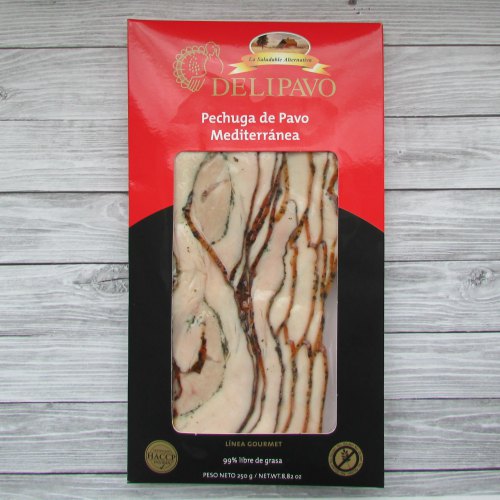 La Saludable Alternativa
DELIPAVO
Pechuga de Pavo
Mediterránea
LÍNEA GOURMET
99% libre de grasa
HACCP
PESO NETO 250 g / NET.WT.8,82 oz